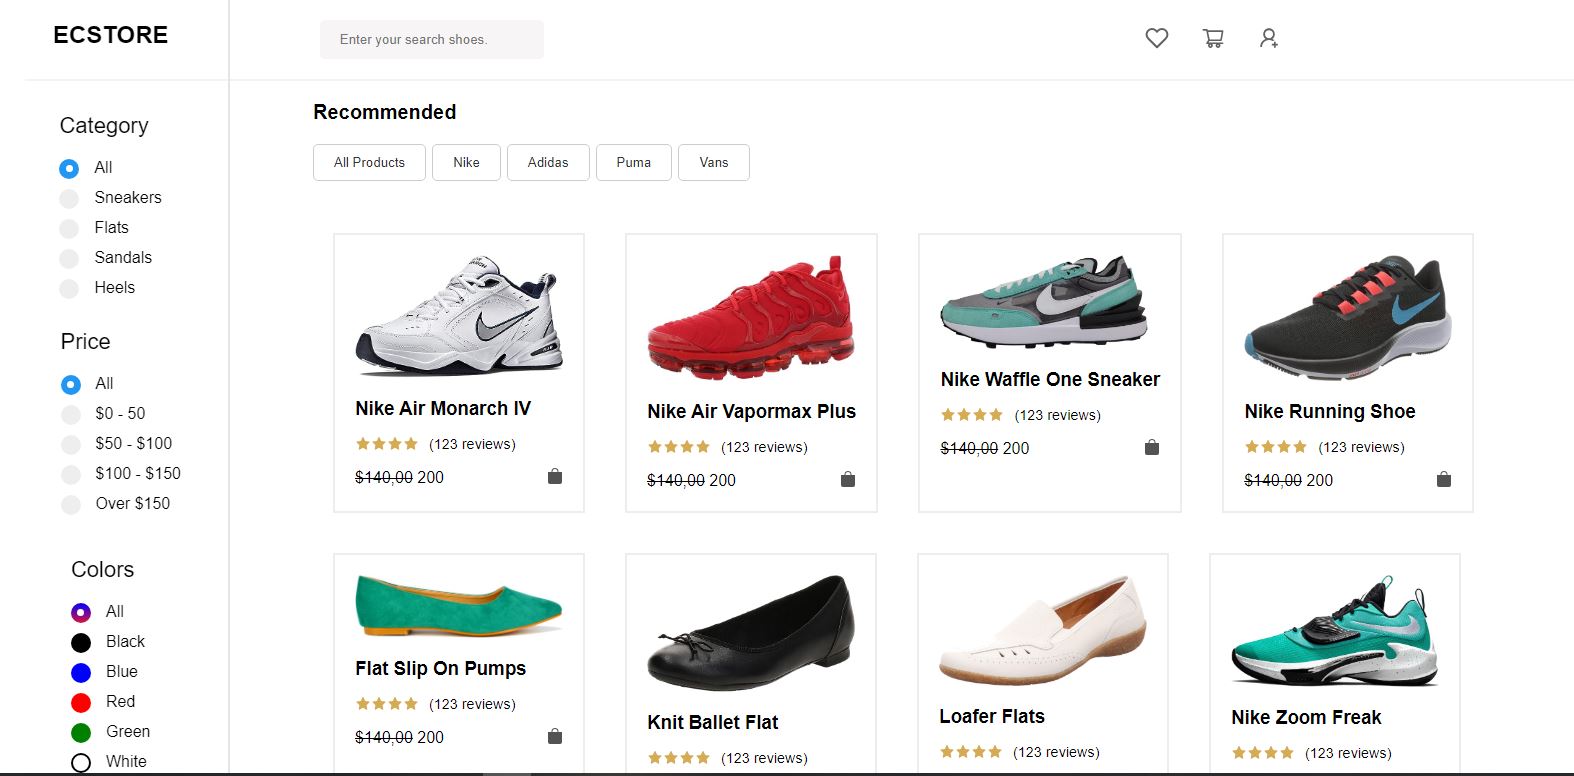 ECSTORE
Enter your search shoes.
Category
All
Sneakers
Flats
Sandals
Heels
Price
All
$0 - 50
$50 - $100
$100 - $150
Over $150
Colors
All
Black
Blue
Red
Green
White
Recommended
All Products Nike Adidas Puma Vans
Nike Air Monarch IV
(123 reviews)
$140,00 200
Nike Air Vapormax Plus
(123 reviews)
$140,00 200
Nike Waffle One Sneaker
(123 reviews)
$140,00 200
Nike Running Shoe
(123 reviews)
$140,00 200
Flat Slip On Pumps
(123 reviews)
$140,00 200
Knit Ballet Flat
(123 reviews)
Loafer Flats
(123 reviews)
Nike Zoom Freak
(123 reviews)